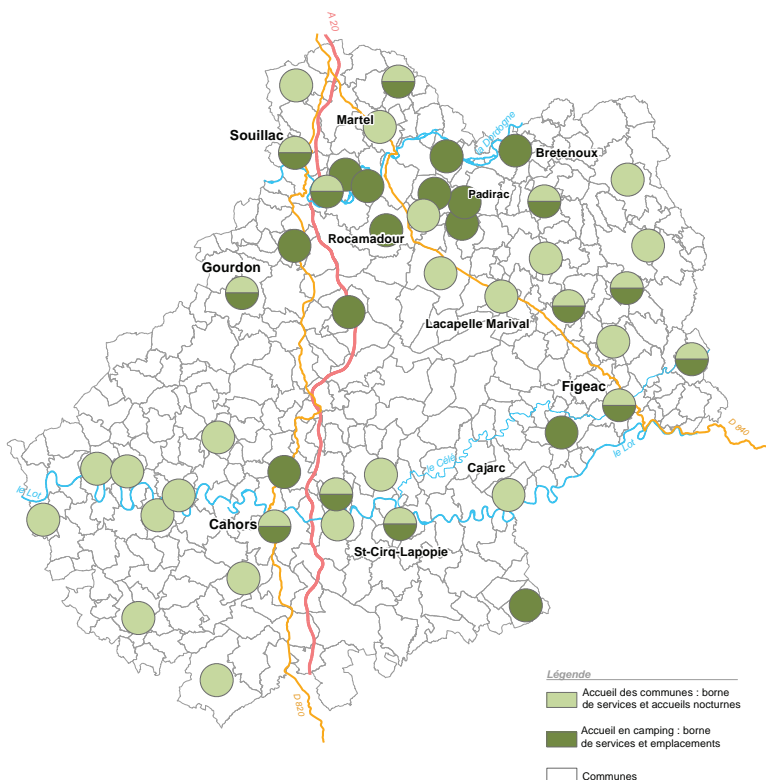 A 20
Martel
Souillac
la Dordogne
Bretenoux
Padirac
Rocamadour
Gourdon
Lacapelle Marival
Figeac
D 840
le Célé
le Lot
Cajarc
le Lot
Cahors
St-Cirq-Lapopie
D 820
Légende
Accueil des communes : borne
de services et accueils nocturnes
Accueil en camping : borne
de services et emplacements
Communes